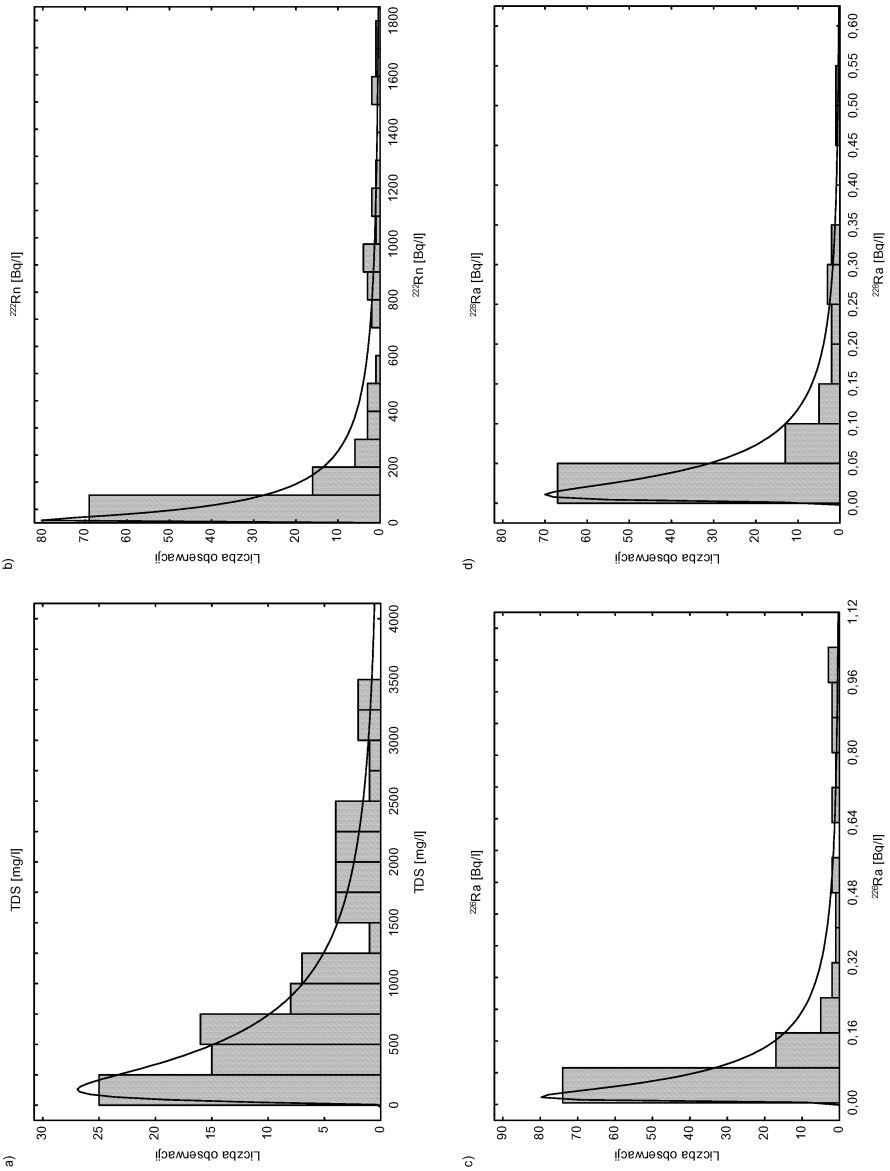 a)
TDS [mg/l]
Liczba obserwacji
30
25
20
15
10
5
0
0 500 1000 1500 2000 2500 3000 3500 4000
TDS [mg/l]
b)
²²²Rn [Bq/l]
Liczba obserwacji
80
70
60
50
40
30
20
10
0
0 200 400 600 800 1000 1200 1400 1600 1800
²²²Rn [Bq/l]
c)
²²⁶Ra [Bq/l]
Liczba obserwacji
90
80
70
60
50
40
30
20
10
0
0,00 0,16 0,32 0,48 0,64 0,80 0,96 1,12
²²⁶Ra [Bq/l]
d)
²²⁸Ra [Bq/l]
Liczba obserwacji
80
70
60
50
40
30
20
10
0
0,00 0,05 0,10 0,15 0,20 0,25 0,30 0,35 0,40 0,45 0,50 0,55 0,60
²²⁸Ra [Bq/l]